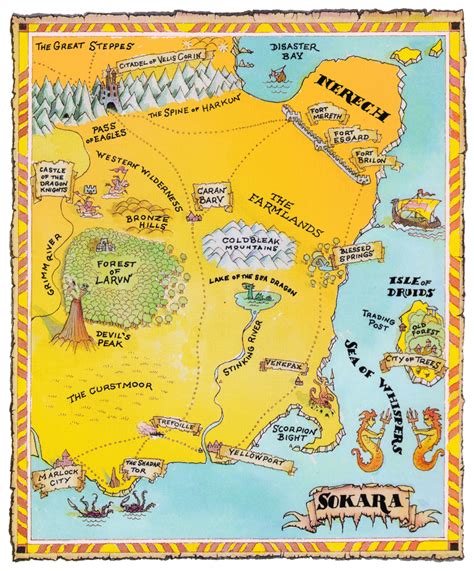 THE GREAT STEPPES
DISASTER
BAY
CITADEL OF VELIS CORIN
NERECH
THE SPINE OF HARKUN
FORT
MERETH
FORT
ESGARD
FORT
BRILON
PASS
OF EAGLES
WESTERN WILDERNESS
CASTLE
OF THE
DRAGON
KNIGHTS
CARAN
BARU
THE
FARMLANDS
BRONZE
HILLS
GRIMM RIVER
COLDBLEAK
MOUNTAINS
BLESSED
SPRINGS
FOREST
OF
LARUN
LAKE OF THE SEA DRAGON
ISLE OF
DRUIDS
TRADING
POST
OLD
FOREST
CITY OF TREES
DEVIL'S
PEAK
STINKING RIVER
SEA OF WHISPERS
VENEFAX
THE CURSTMOOR
TREFOILLE
SCORPION
BIGHT
YELLOWPORT
MARLOCK
CITY
THE SHADAR
TOR
SOKARA